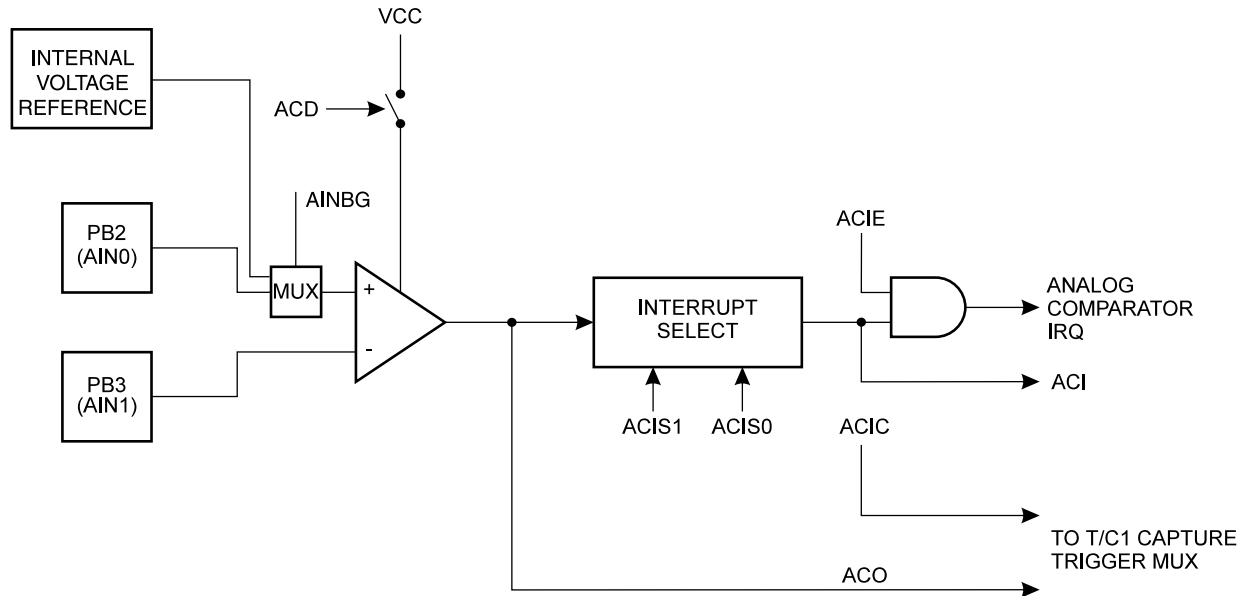 VCC
INTERNAL
VOLTAGE
REFERENCE
ACD
AINBG
PB2
(AIN0)
MUX
+
-
PB3
(AIN1)
INTERRUPT
SELECT
ACIS1 ACIS0
ACIE
ANALOG
COMPARATOR
IRQ
ACI
ACIC
TO T/C1 CAPTURE
TRIGGER MUX
ACO